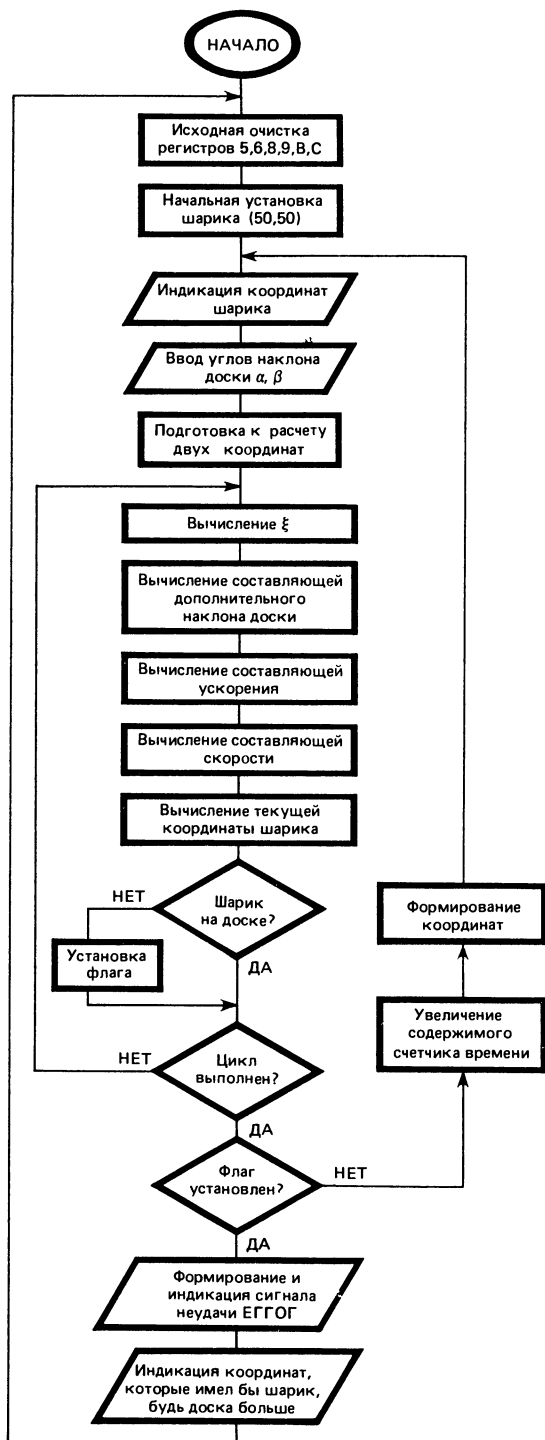 НАЧАЛО
Исходная очистка
регистров 5,6,8,9,В,С
Начальная установка
шарика (50,50)
Индикация координат
шарика
Ввод углов наклона
доски α, β
Подготовка к расчету
двух координат
Вычисление ξ
Вычисление составляющей
дополнительного
наклона доски
Вычисление составляющей
ускорения
Вычисление составляющей
скорости
Вычисление текущей
координаты шарика
НЕТ
Шарик
на доске?
Установка
флага
ДА
Формирование
координат
Увеличение
содержимого
счетчика времени
НЕТ
Цикл
выполнен?
ДА
Флаг
установлен?
НЕТ
ДА
Формирование и
индикация сигнала
неудачи ЕГГОГ
Индикация координат,
которые имел бы шарик,
будь доска больше